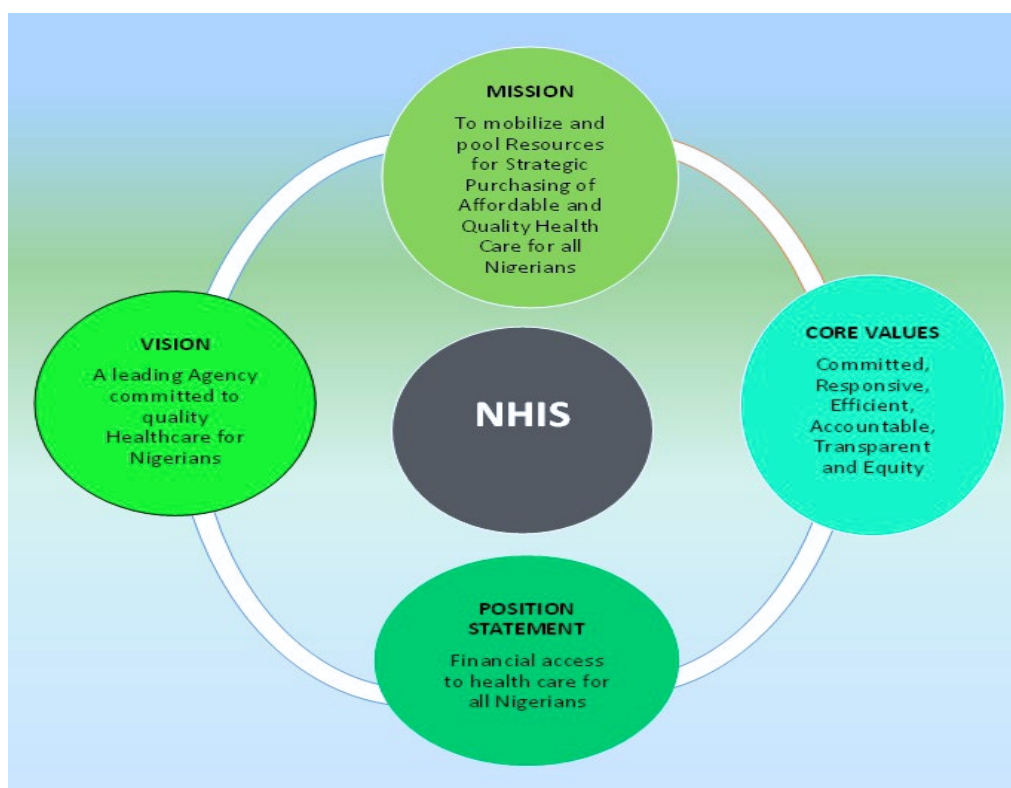 MISSION
To mobilize and
pool Resources
for Strategic
Purchasing of
Affordable and
Quality Health
Care for all
Nigerians
VISION
A leading Agency
committed to
quality
Healthcare for
Nigerians
NHIS
CORE VALUES
Committed,
Responsive,
Efficient,
Accountable,
Transparent
and Equity
POSITION
STATEMENT
Financial access
to health care for
all Nigerians